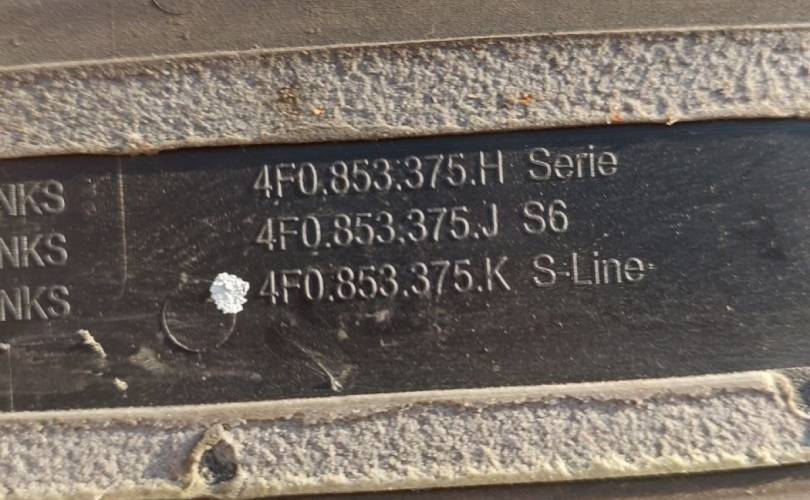 NKS 4F0.853.375.H Serie
NKS 4F0.853.375.J S6
NKS 4F0.853.375.K S-Line